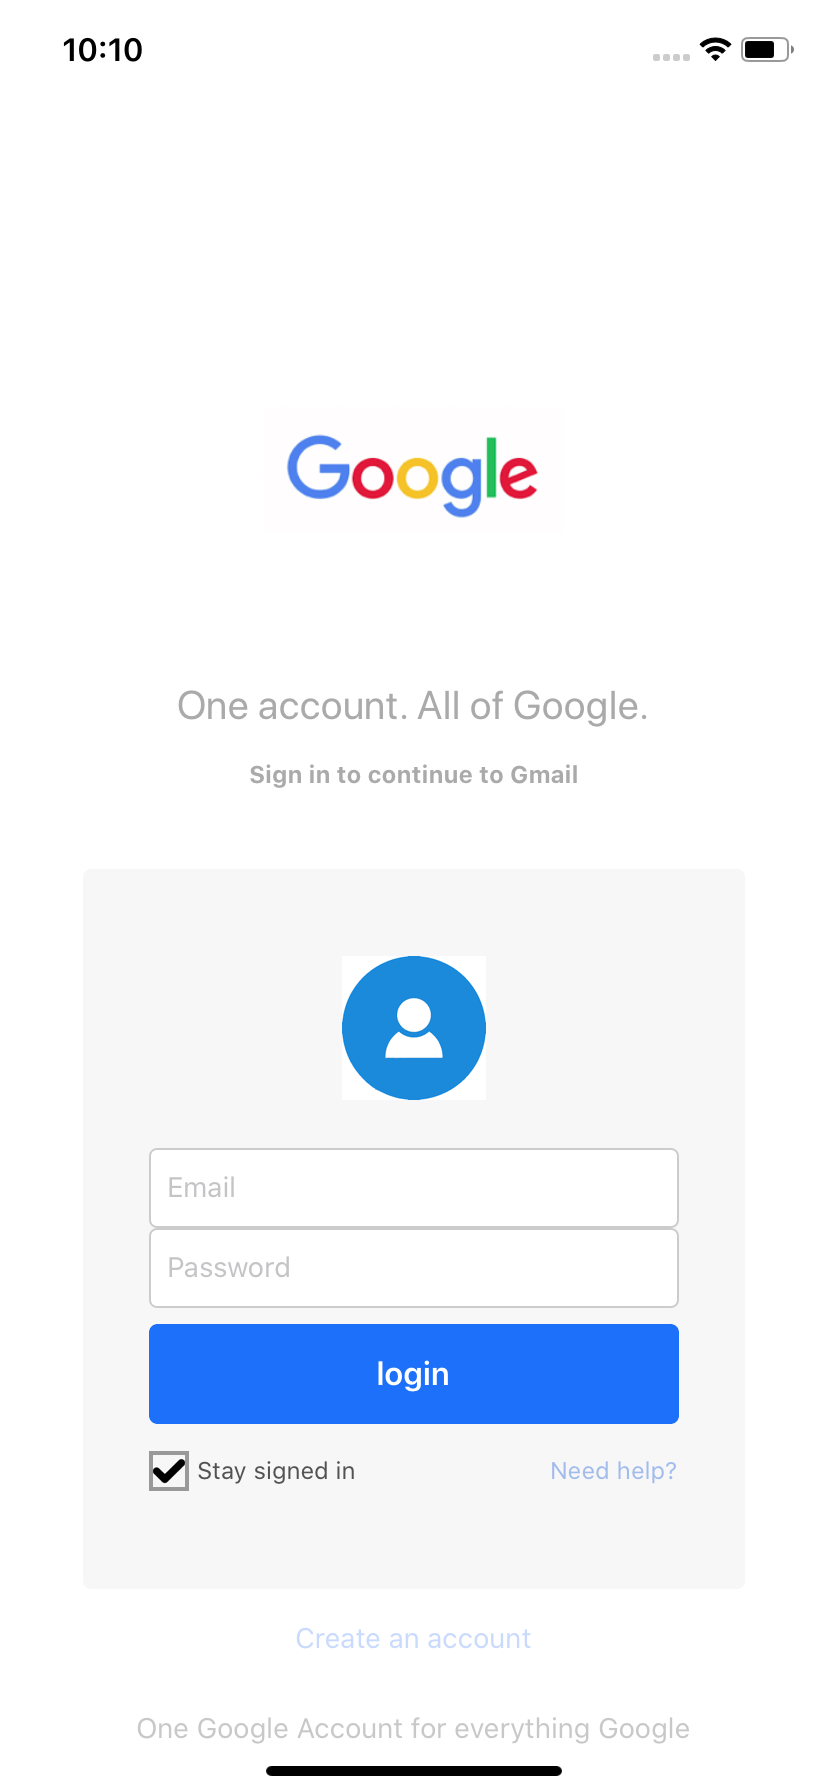 10:10
Google
One account. All of Google.
Sign in to continue to Gmail
Email
Password
login
Stay signed in
Need help?
Create an account
One Google Account for everything Google